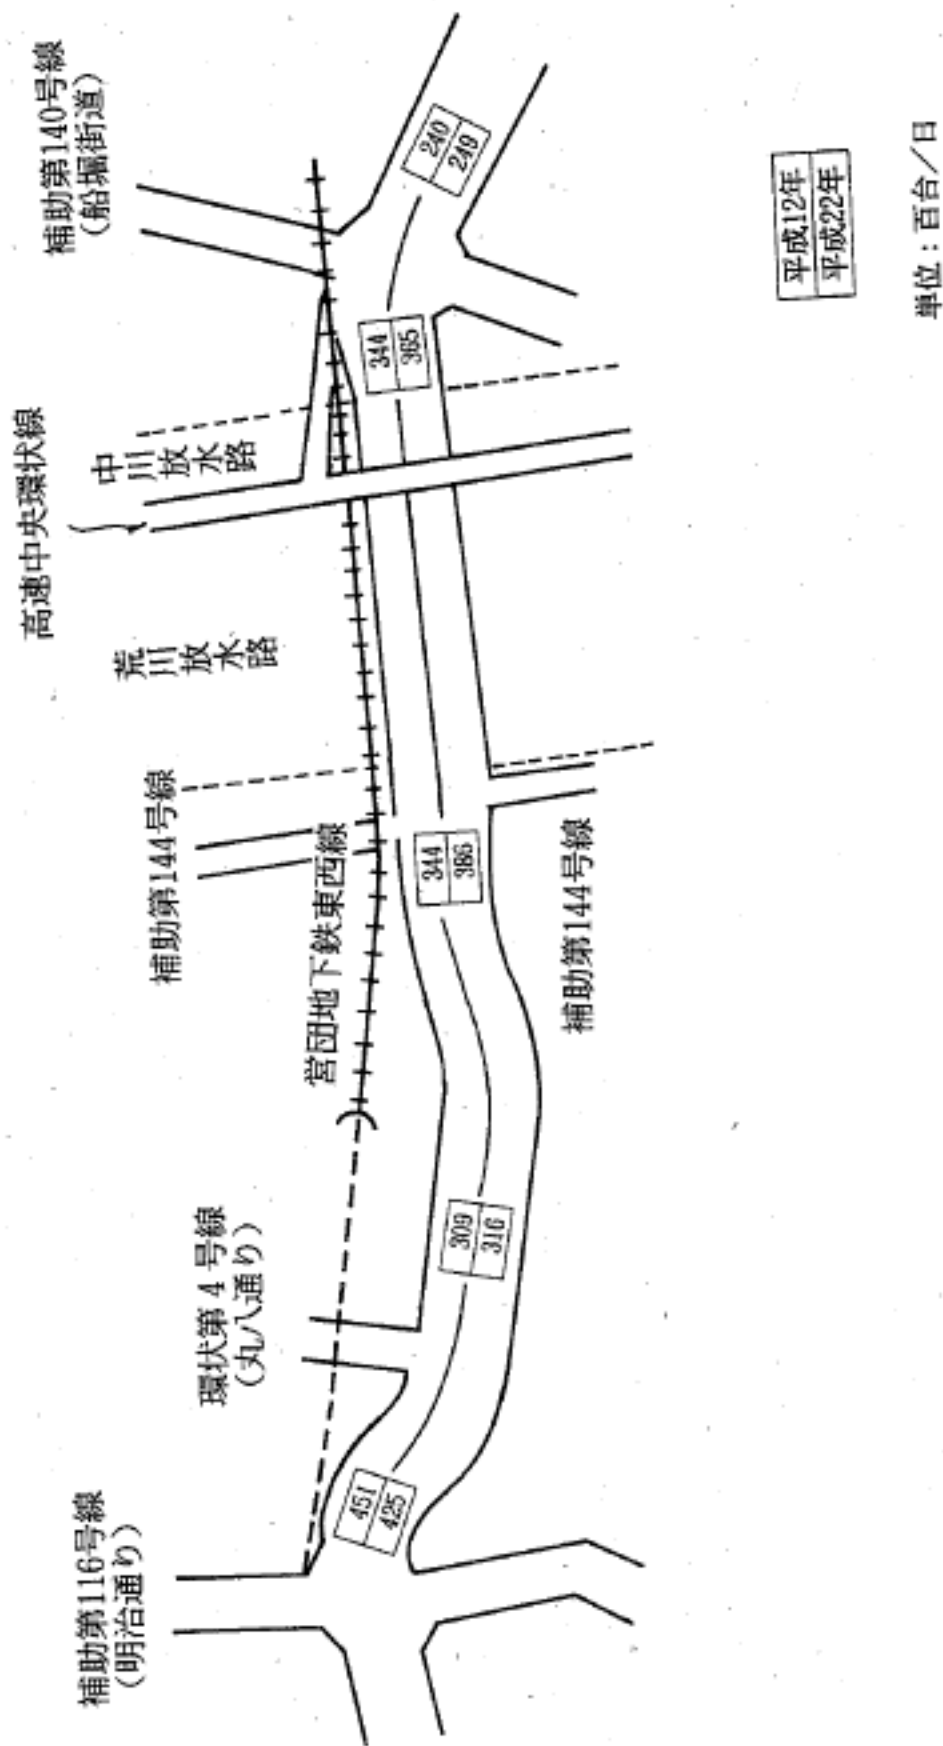 補助第116号線
(明治通り)
環状第4号線
(丸八通り)
補助第144号線
荒川放水路
高速中央環状線
中川放水路
補助第140号線
(船堀街道)
営団地下鉄東西線
補助第144号線
451
425
309
316
344
386
344
365
240
249
平成12年
平成22年
単位:百台/日